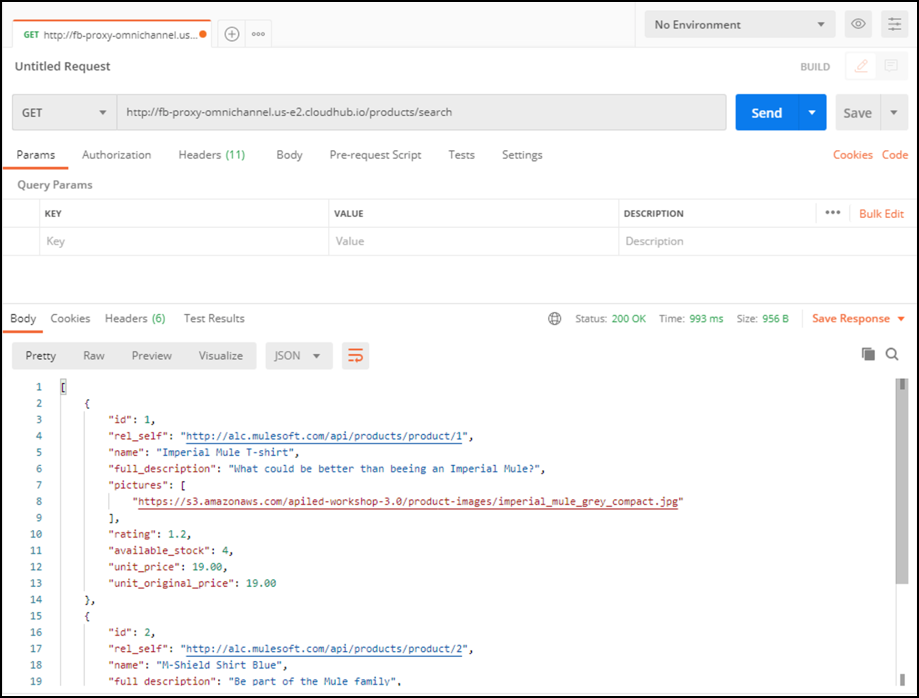 GET http://fb-proxy-omnichannel.us... No Environment
Untitled Request BUILD
GET http://fb-proxy-omnichannel.us-e2.cloudhub.io/products/search Send Save
Params Authorization Headers (11) Body Pre-request Script Tests Settings Cookies Code
Query Params
KEY VALUE DESCRIPTION ••• Bulk Edit
Key Value Description
Body Cookies Headers (6) Test Results Status: 200 OK Time: 993 ms Size: 956 B Save Response
Pretty Raw Preview Visualize JSON
1 [
2 {
3 "id": 1,
4 "rel_self": "http://alc.mulesoft.com/api/products/product/1",
5 "name": "Imperial Mule T-shirt",
6 "full_description": "What could be better than beeing an Imperial Mule?",
7 "pictures": [
8 "https://s3.amazonaws.com/apiled-workshop-3.0/product-images/imperial_mule_grey_compact.jpg"
9 ],
10 "rating": 1.2,
11 "available_stock": 4,
12 "unit_price": 19.00,
13 "unit_original_price": 19.00
14 },
15 {
16 "id": 2,
17 "rel_self": "http://alc.mulesoft.com/api/products/product/2",
18 "name": "M-Shield Shirt Blue",
19 "full_description": "Be part of the Mule family",